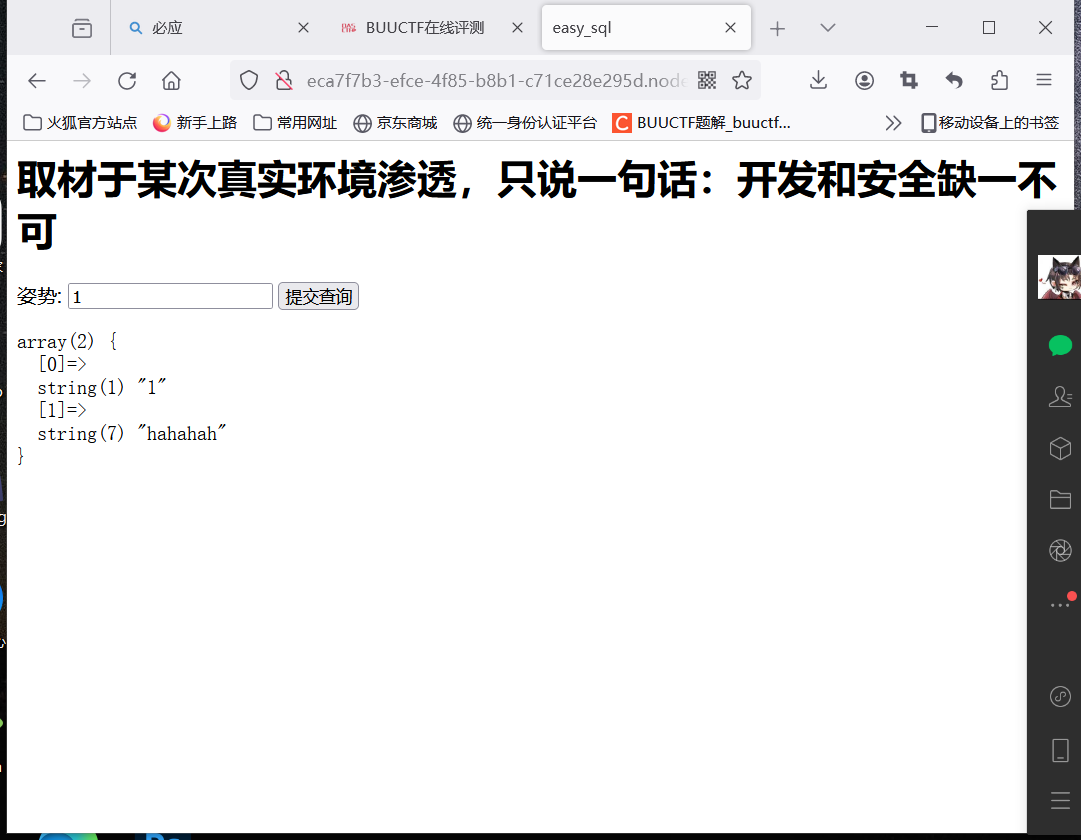 必应
BUUCTF在线评测
easy_sql
eca7f7b3-efce-4f85-b8b1-c71ce28e295d.node
火狐官方站点
新手上路
常用网址
京东商城
统一身份认证平台
BUUCTF题解_buuctf...
移动设备上的书签
取材于某次真实环境渗透，只说一句话：开发和安全缺一不
可
姿势: 1 提交查询
array(2) {
[0]=>
string(1) "1"
[1]=>
string(7) "hahahah"
}